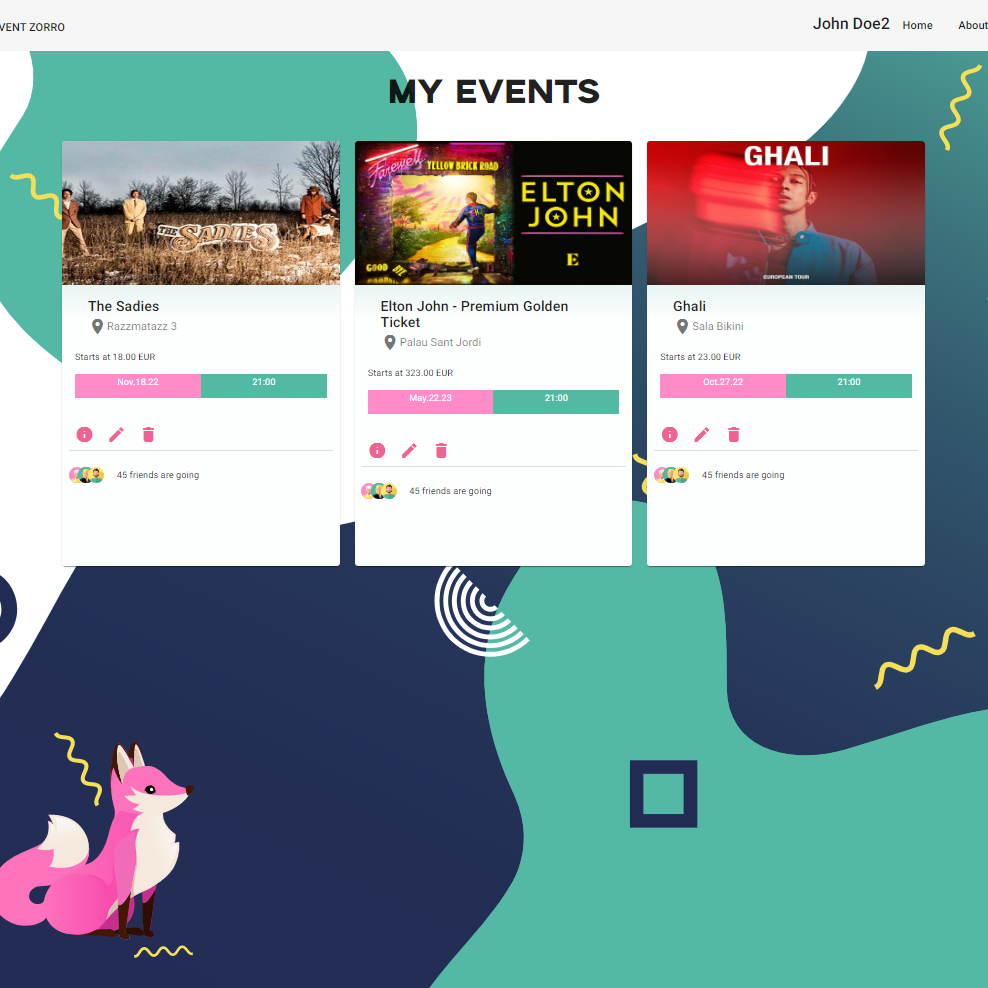 VENT ZORRO
John Doe2 Home About
MY EVENTS
THE SADIES
The Sadies
Razzmatazz 3
Starts at 18.00 EUR
Nov.18.22 21:00
45 friends are going
Farewell YELLOW BRICK ROAD
ELTON
JOHN
E
GOOD
Elton John - Premium Golden
Ticket
Palau Sant Jordi
Starts at 323.00 EUR
May.22.23 21:00
45 friends are going
GHALI
EUROPEAN TOUR
Ghali
Sala Bikini
Starts at 23.00 EUR
Oct.27.22 21:00
45 friends are going